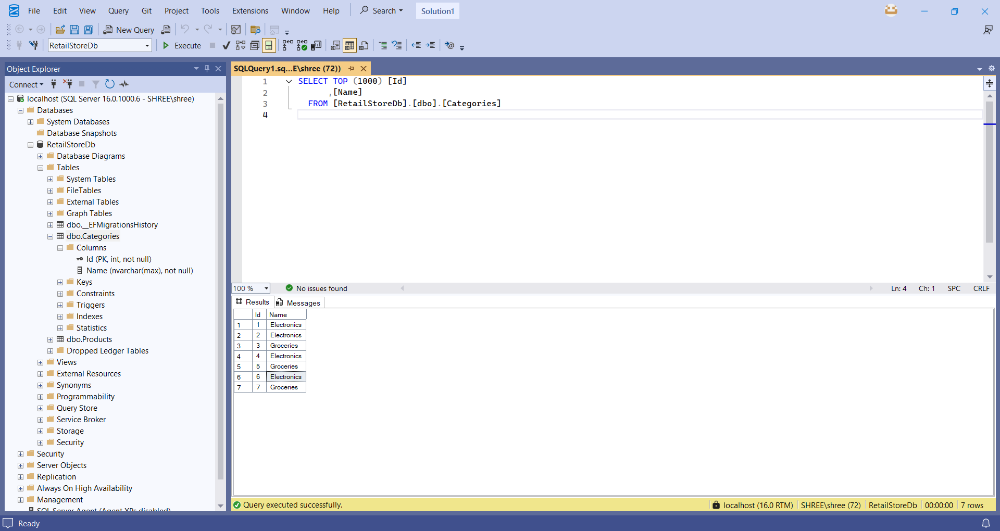 File Edit View Query Git Project Tools Extensions Window Help Search Solution1
New Query
RetailStoreDb Execute
Object Explorer
Connect
localhost (SQL Server 16.0.1000.6 - SHREE\shree)
Databases
System Databases
Database Snapshots
RetailStoreDb
Database Diagrams
Tables
System Tables
FileTables
External Tables
Graph Tables
dbo.__EFMigrationsHistory
dbo.Categories
Columns
Id (PK, int, not null)
Name (nvarchar(max), not null)
Keys
Constraints
Triggers
Indexes
Statistics
dbo.Products
Dropped Ledger Tables
Views
External Resources
Synonyms
Programmability
Query Store
Service Broker
Storage
Security
Security
Server Objects
Replication
Always On High Availability
Management
SQL Server Agent (Agent XPs disabled)
SQLQuery1.sq...E\shree (72))
1 SELECT TOP (1000) [Id]
2 ,[Name]
3 FROM [RetailStoreDb].[dbo].[Categories]
4
100 % No issues found Ln: 4 Ch: 1 SPC CRLF
Results Messages
Id Name
1 1 Electronics
2 2 Electronics
3 3 Groceries
4 4 Electronics
5 5 Groceries
6 6 Electronics
7 7 Groceries
Query executed successfully. localhost (16.0 RTM) SHREE\shree (72) RetailStoreDb 00:00:00 7 rows
Ready